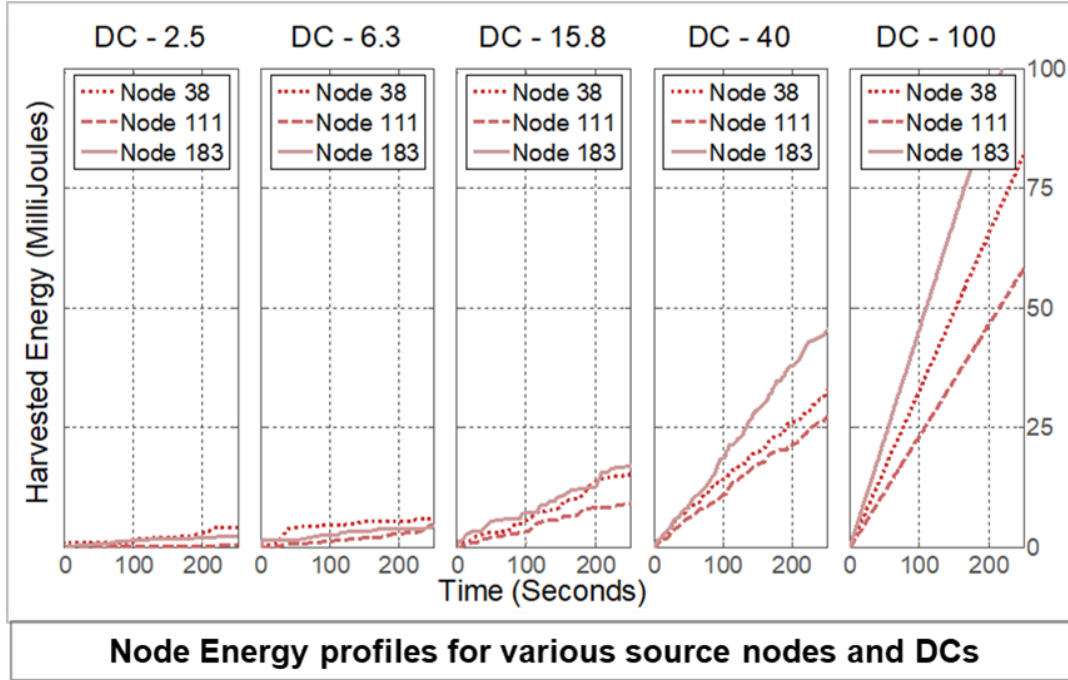 DC - 2.5 DC - 6.3 DC - 15.8 DC - 40 DC - 100
Harvested Energy (MilliJoules)
Node 38 Node 38 Node 38 Node 38 Node 38
Node 111 Node 111 Node 111 Node 111 Node 111
Node 183 Node 183 Node 183 Node 183 Node 183
100
75
50
25
0
0 100 200 0 100 200 0 100 200 0 100 200 0 100 200
Time (Seconds)
Node Energy profiles for various source nodes and DCs